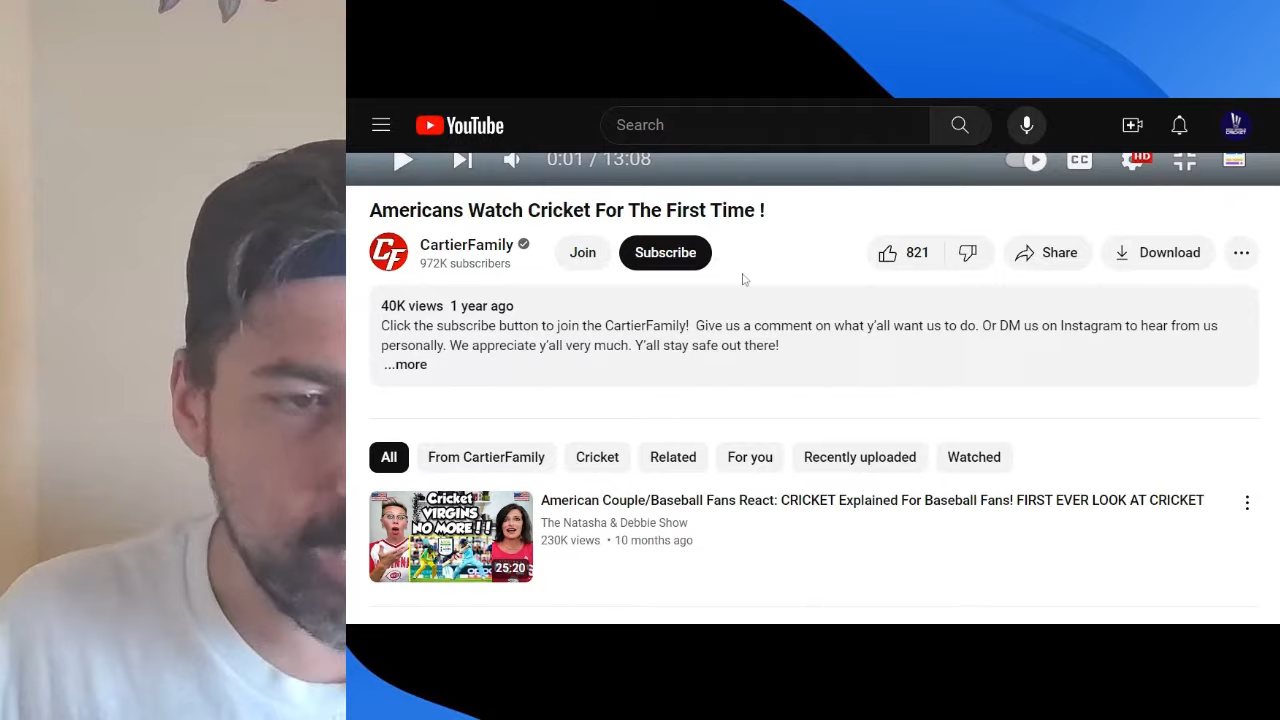 YouTube
Search
0:01 / 13:08
CC
HD
Americans Watch Cricket For The First Time !
CartierFamily
972K subscribers
Join
Subscribe
821
Share
Download
CF
40K views 1 year ago
Click the subscribe button to join the CartierFamily! Give us a comment on what y'all want us to do. Or DM us on Instagram to hear from us
personally. We appreciate y'all very much. Y'all stay safe out there!
...more
All
From CartierFamily
Cricket
Related
For you
Recently uploaded
Watched
Cricket
VIRGINS
NO MORE!!
25:20
American Couple/Baseball Fans React: CRICKET Explained For Baseball Fans! FIRST EVER LOOK AT CRICKET
The Natasha & Debbie Show
230K views • 10 months ago